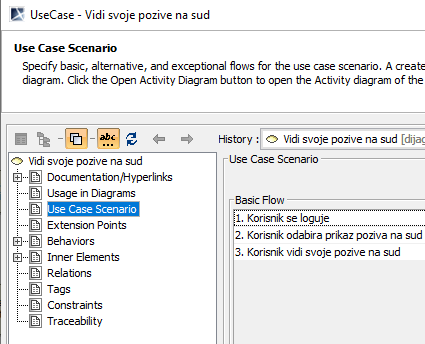 UseCase - Vidi svoje pozive na sud
Use Case Scenario
Specify basic, alternative, and exceptional flows for the use case scenario. A create
diagram. Click the Open Activity Diagram button to open the Activity diagram of the
abc
History :
Vidi svoje pozive na sud [dijag
Vidi svoje pozive na sud
Documentation/Hyperlinks
Usage in Diagrams
Use Case Scenario
Extension Points
Behaviors
Inner Elements
Relations
Tags
Constraints
Traceability
Use Case Scenario
Basic Flow
1. Korisnik se loguje
2. Korisnik odabira prikaz poziva na sud
3. Korisnik vidi svoje pozive na sud